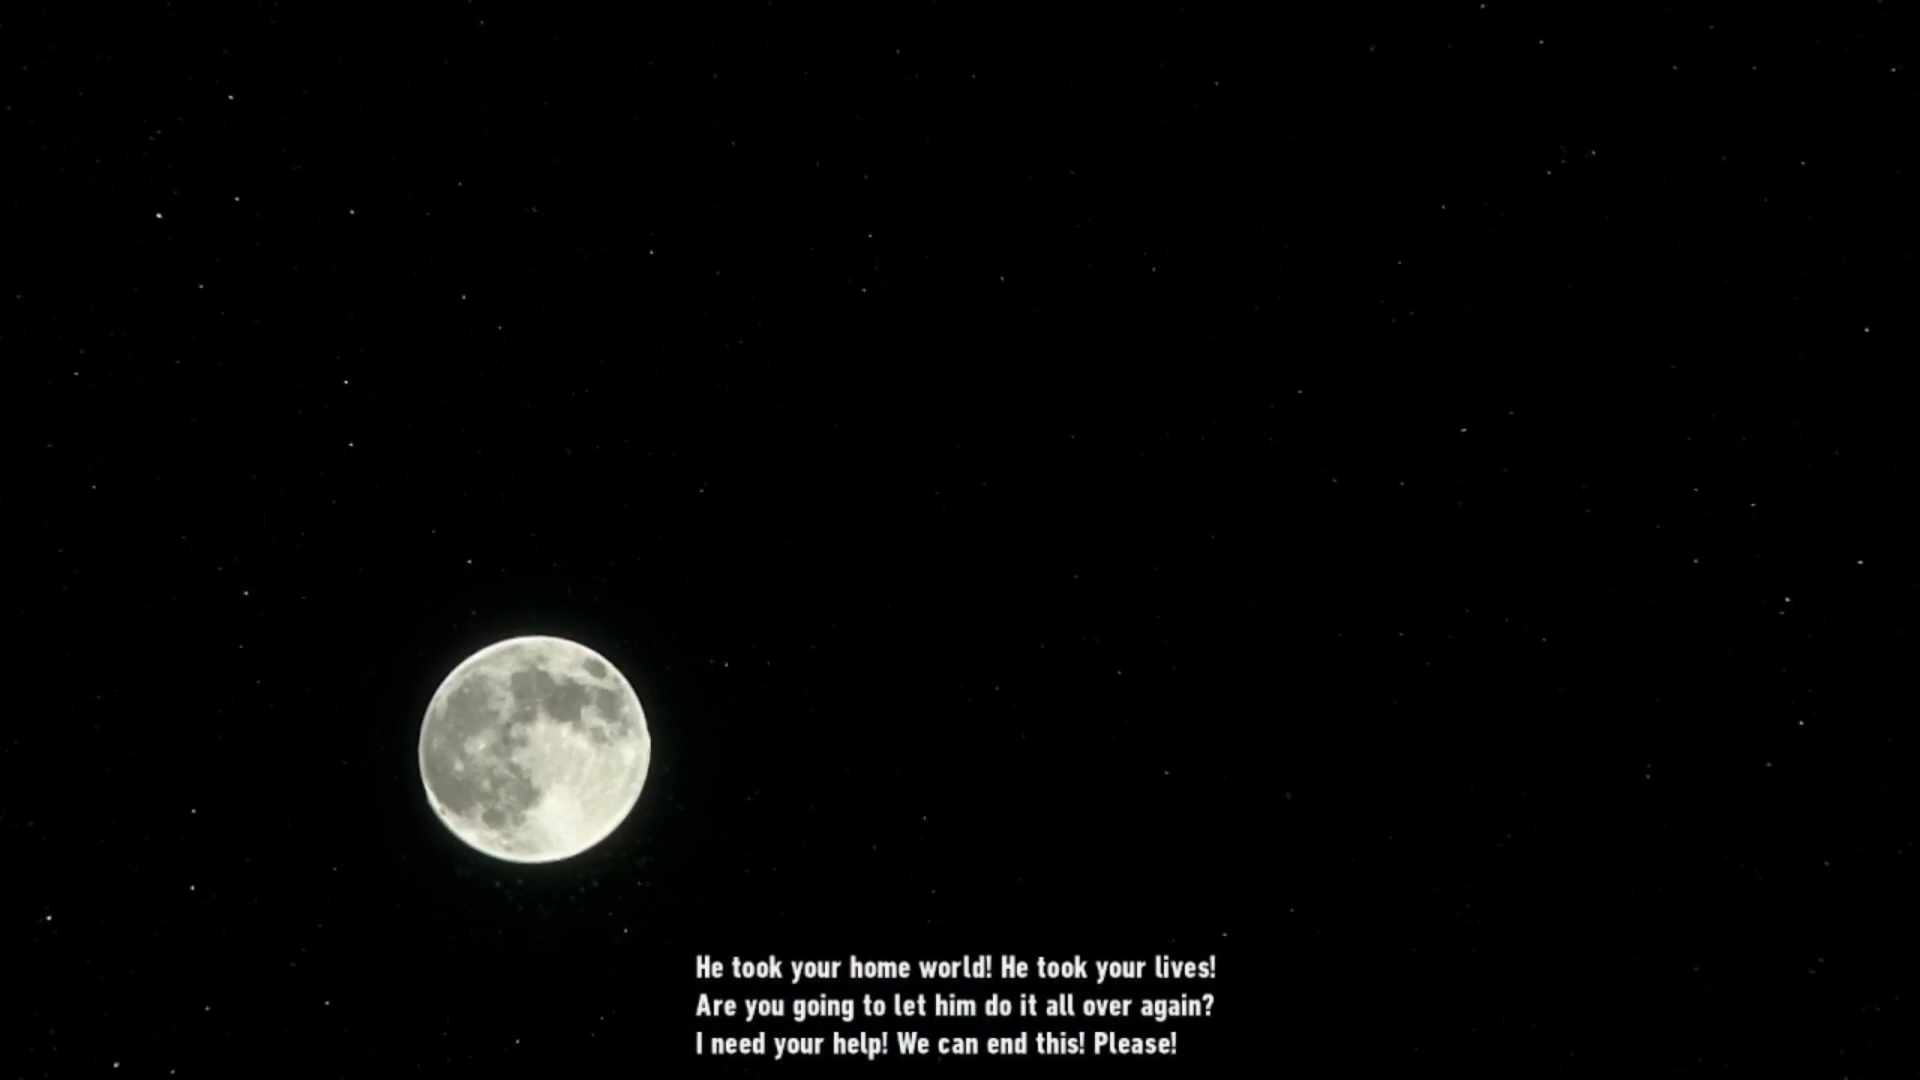 He took your home world! He took your lives!
Are you going to let him do it all over again?
I need your help! We can end this! Please!